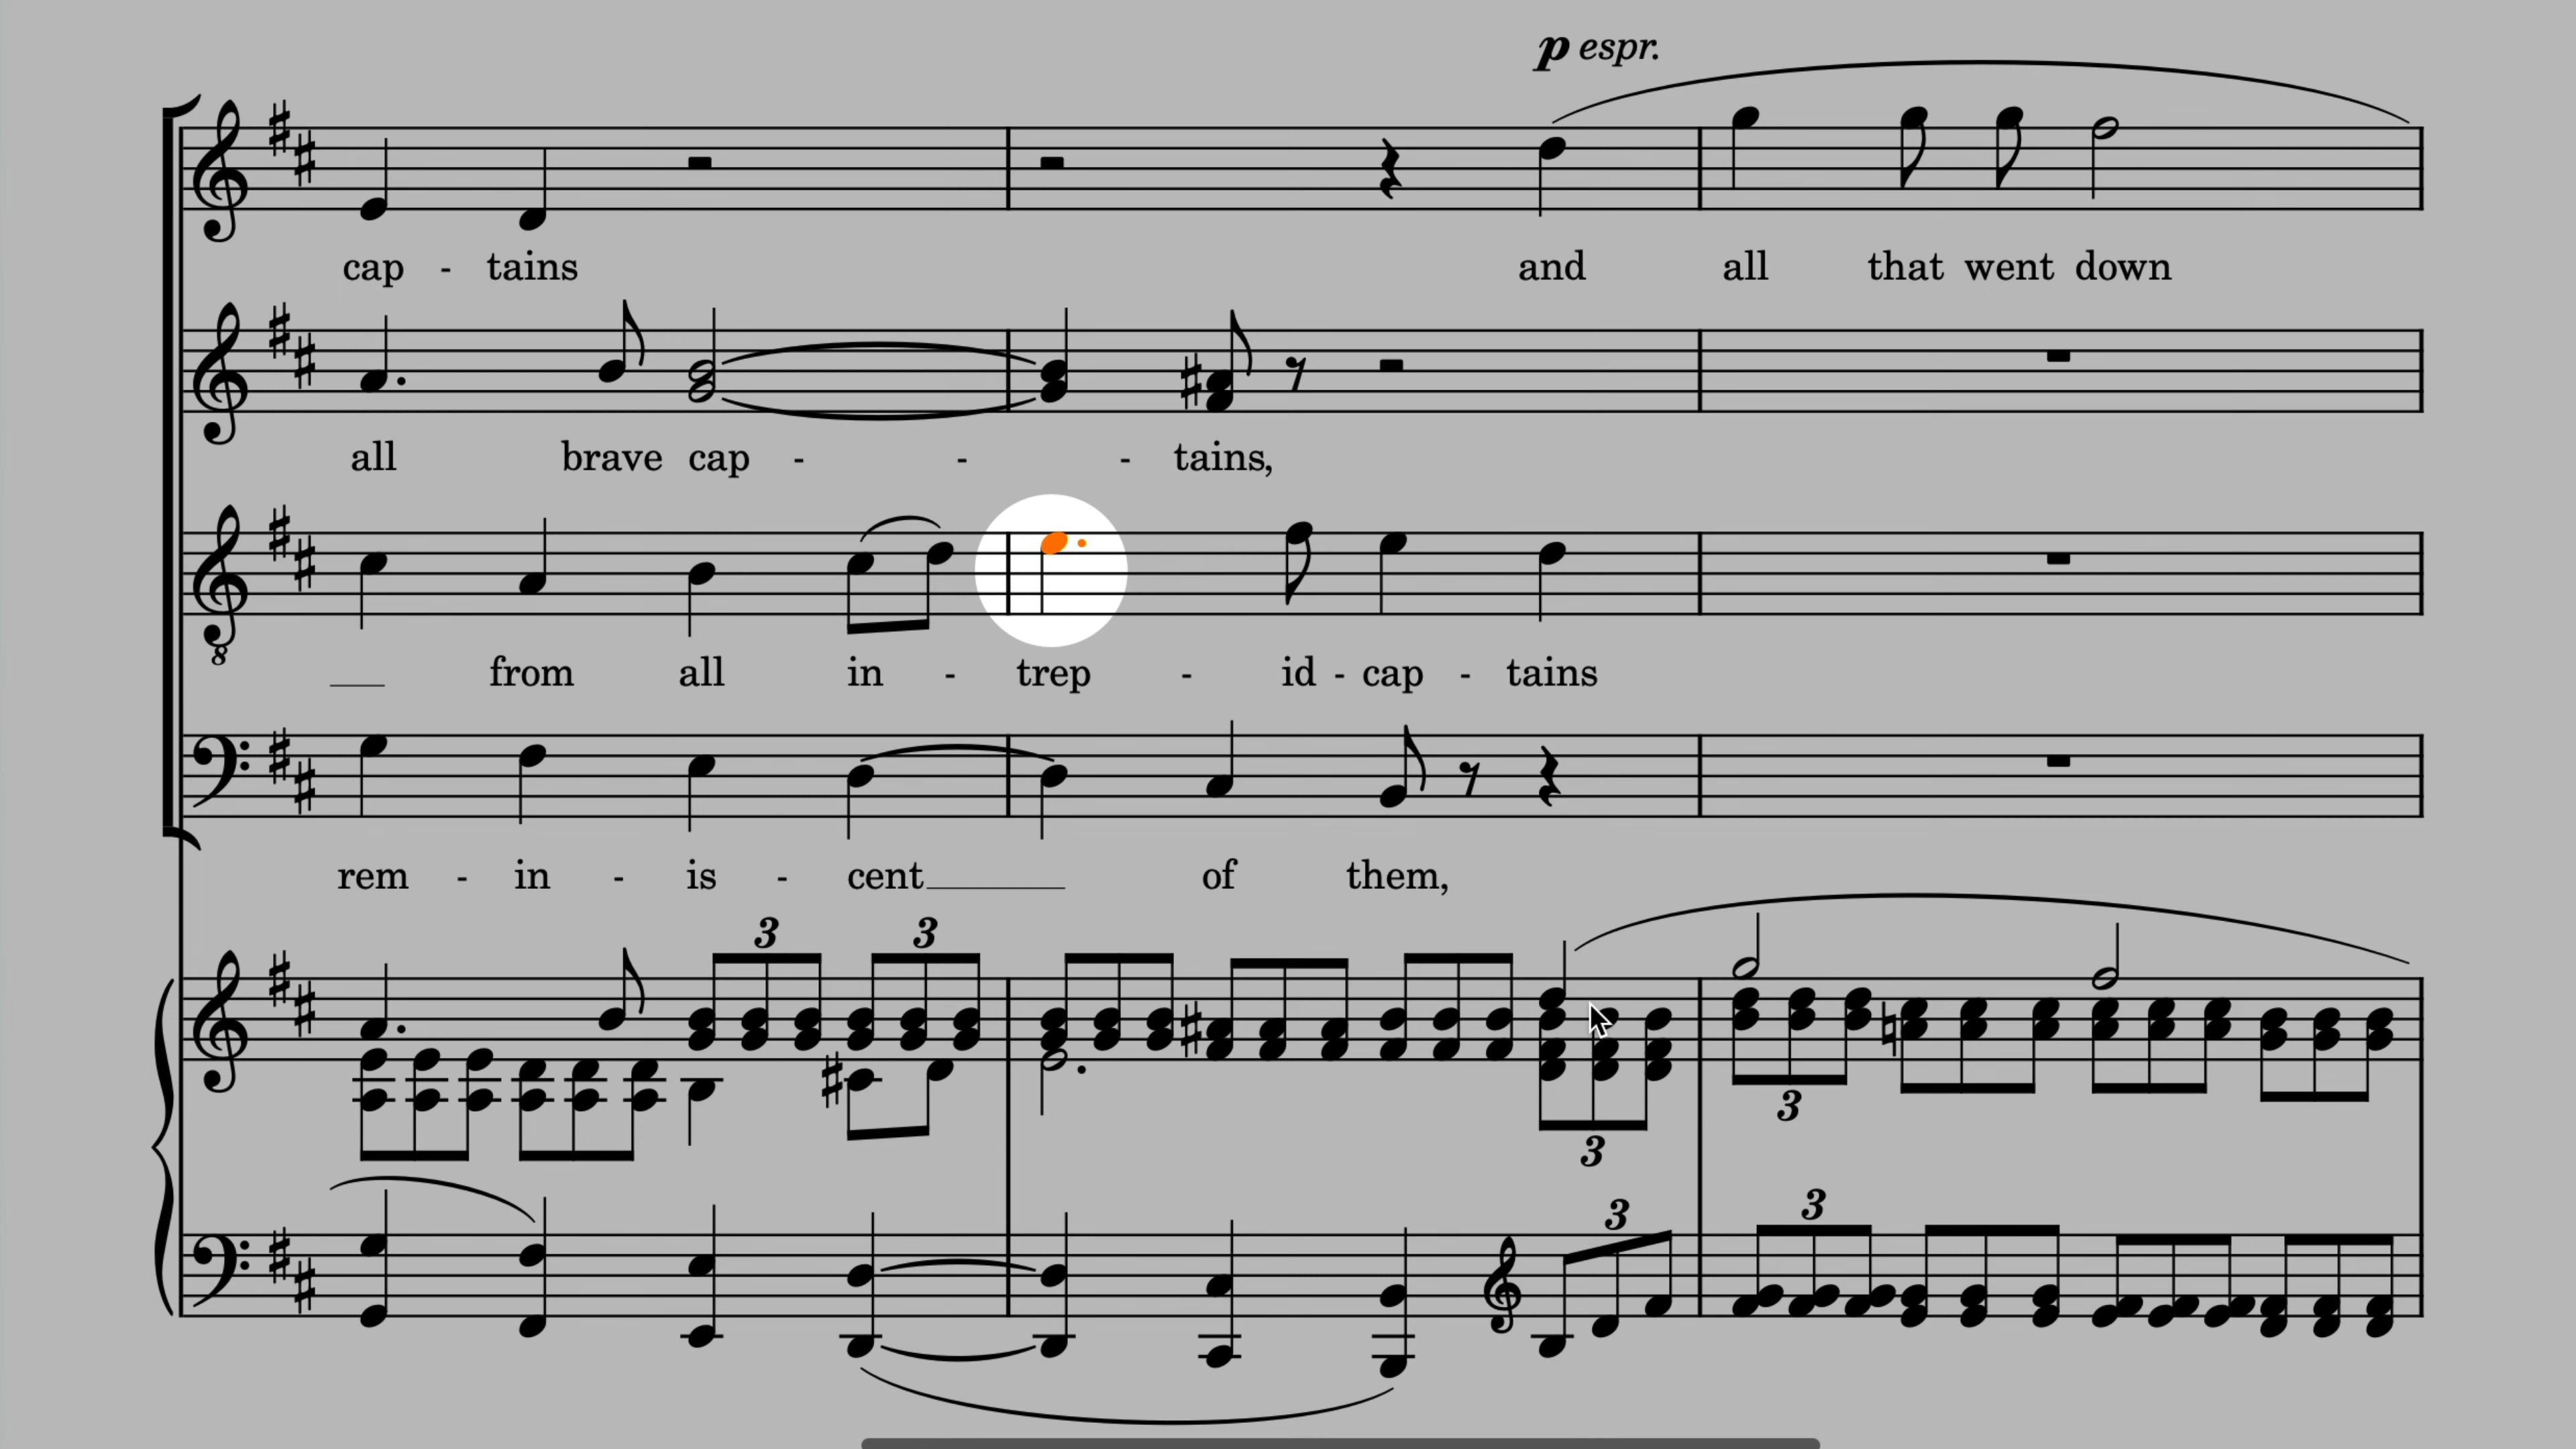 p espr.
cap - tains and all that went down
all brave cap - - - tains,
8
from all in - trep - id - cap - tains
rem - in - is - cent of them,
3 3
3 3
3 3